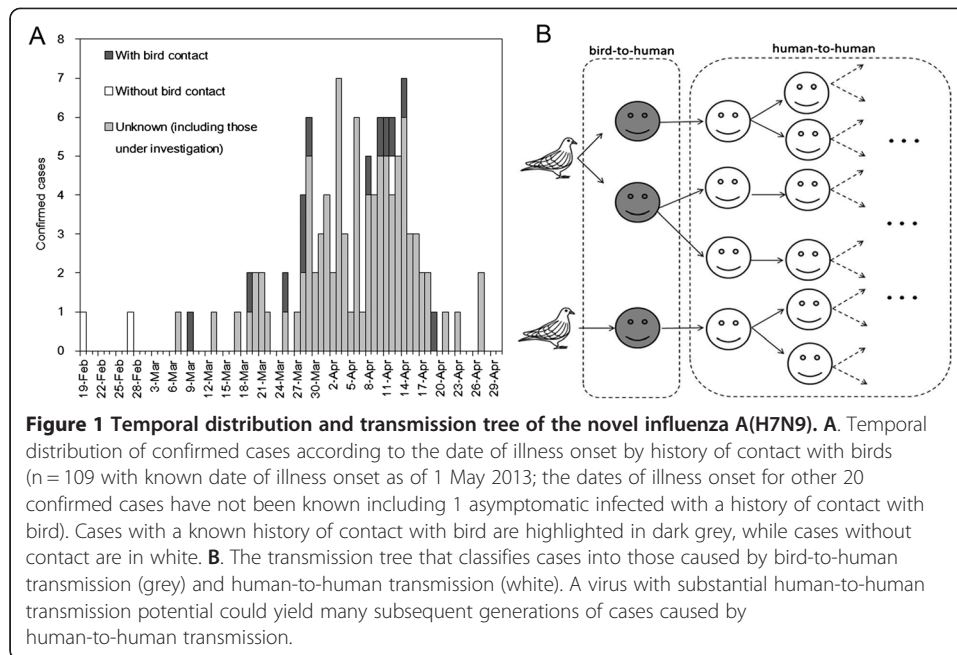 A
8
7
6
5
4
3
2
1
0
Confirmed cases
With bird contact
Without bird contact
Unknown (including those
under investigation)
19-Feb
22-Feb
25-Feb
28-Feb
3-Mar
6-Mar
9-Mar
12-Mar
15-Mar
18-Mar
21-Mar
24-Mar
27-Mar
30-Mar
2-Apr
5-Apr
8-Apr
11-Apr
14-Apr
17-Apr
20-Apr
23-Apr
26-Apr
29-Apr
B
bird-to-human
human-to-human
...
...
...
Figure 1 Temporal distribution and transmission tree of the novel influenza A(H7N9). A. Temporal
distribution of confirmed cases according to the date of illness onset by history of contact with birds
(n = 109 with known date of illness onset as of 1 May 2013; the dates of illness onset for other 20
confirmed cases have not been known including 1 asymptomatic infected with a history of contact with
bird). Cases with a known history of contact with bird are highlighted in dark grey, while cases without
contact are in white. B. The transmission tree that classifies cases into those caused by bird-to-human
transmission (grey) and human-to-human transmission (white). A virus with substantial human-to-human
transmission potential could yield many subsequent generations of cases caused by
human-to-human transmission.